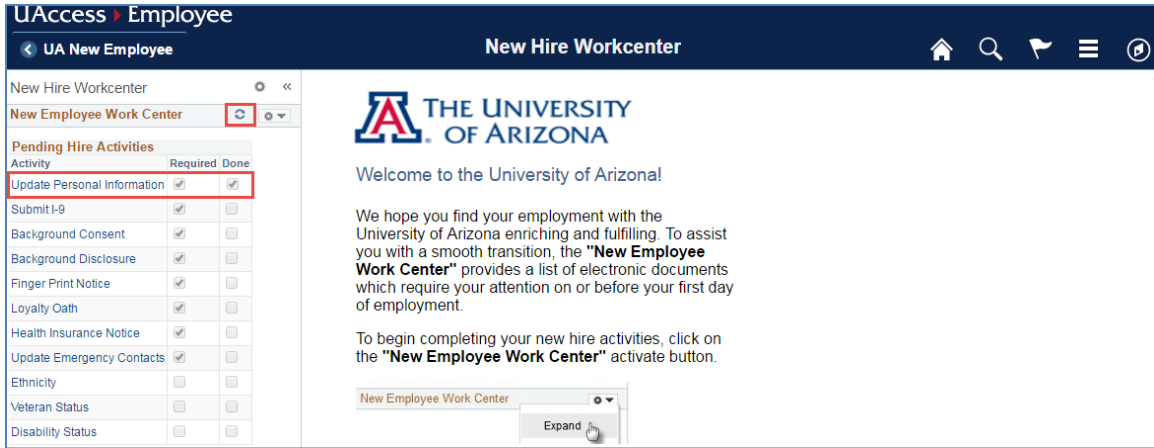 UAccess Employee
UA New Employee
New Hire Workcenter
New Hire Workcenter
New Employee Work Center
Pending Hire Activities
Activity Required Done
Update Personal Information
Submit I-9
Background Consent
Background Disclosure
Finger Print Notice
Loyalty Oath
Health Insurance Notice
Update Emergency Contacts
Ethnicity
Veteran Status
Disability Status
A
THE UNIVERSITY
OF ARIZONA
Welcome to the University of Arizona!
We hope you find your employment with the
University of Arizona enriching and fulfilling. To assist
you with a smooth transition, the "New Employee
Work Center" provides a list of electronic documents
which require your attention on or before your first day
of employment.
To begin completing your new hire activities, click on
the "New Employee Work Center" activate button.
New Employee Work Center
Expand